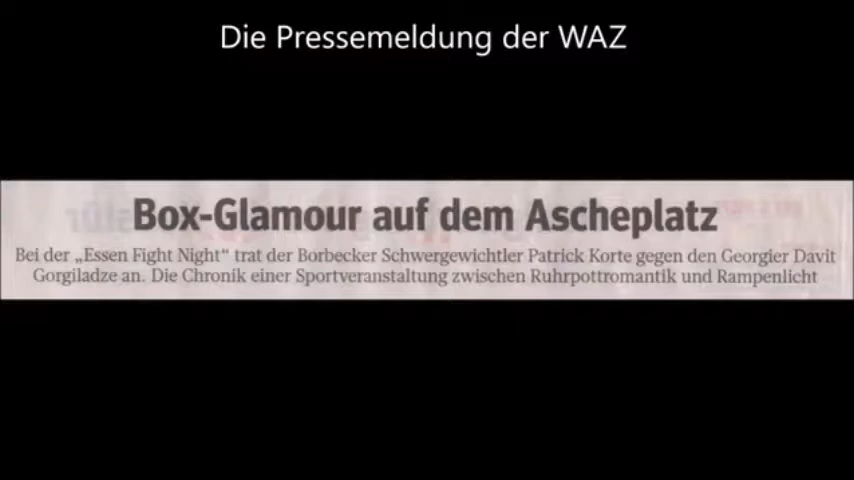 Die Pressemeldung der WAZ
Box-Glamour auf dem Ascheplatz
Bei der „Essen Fight Night“ trat der Borbecker Schwergewichtler Patrick Korte gegen den Georgier Davit
Gorgiladze an. Die Chronik einer Sportveranstaltung zwischen Ruhrpottromantik und Rampenlicht